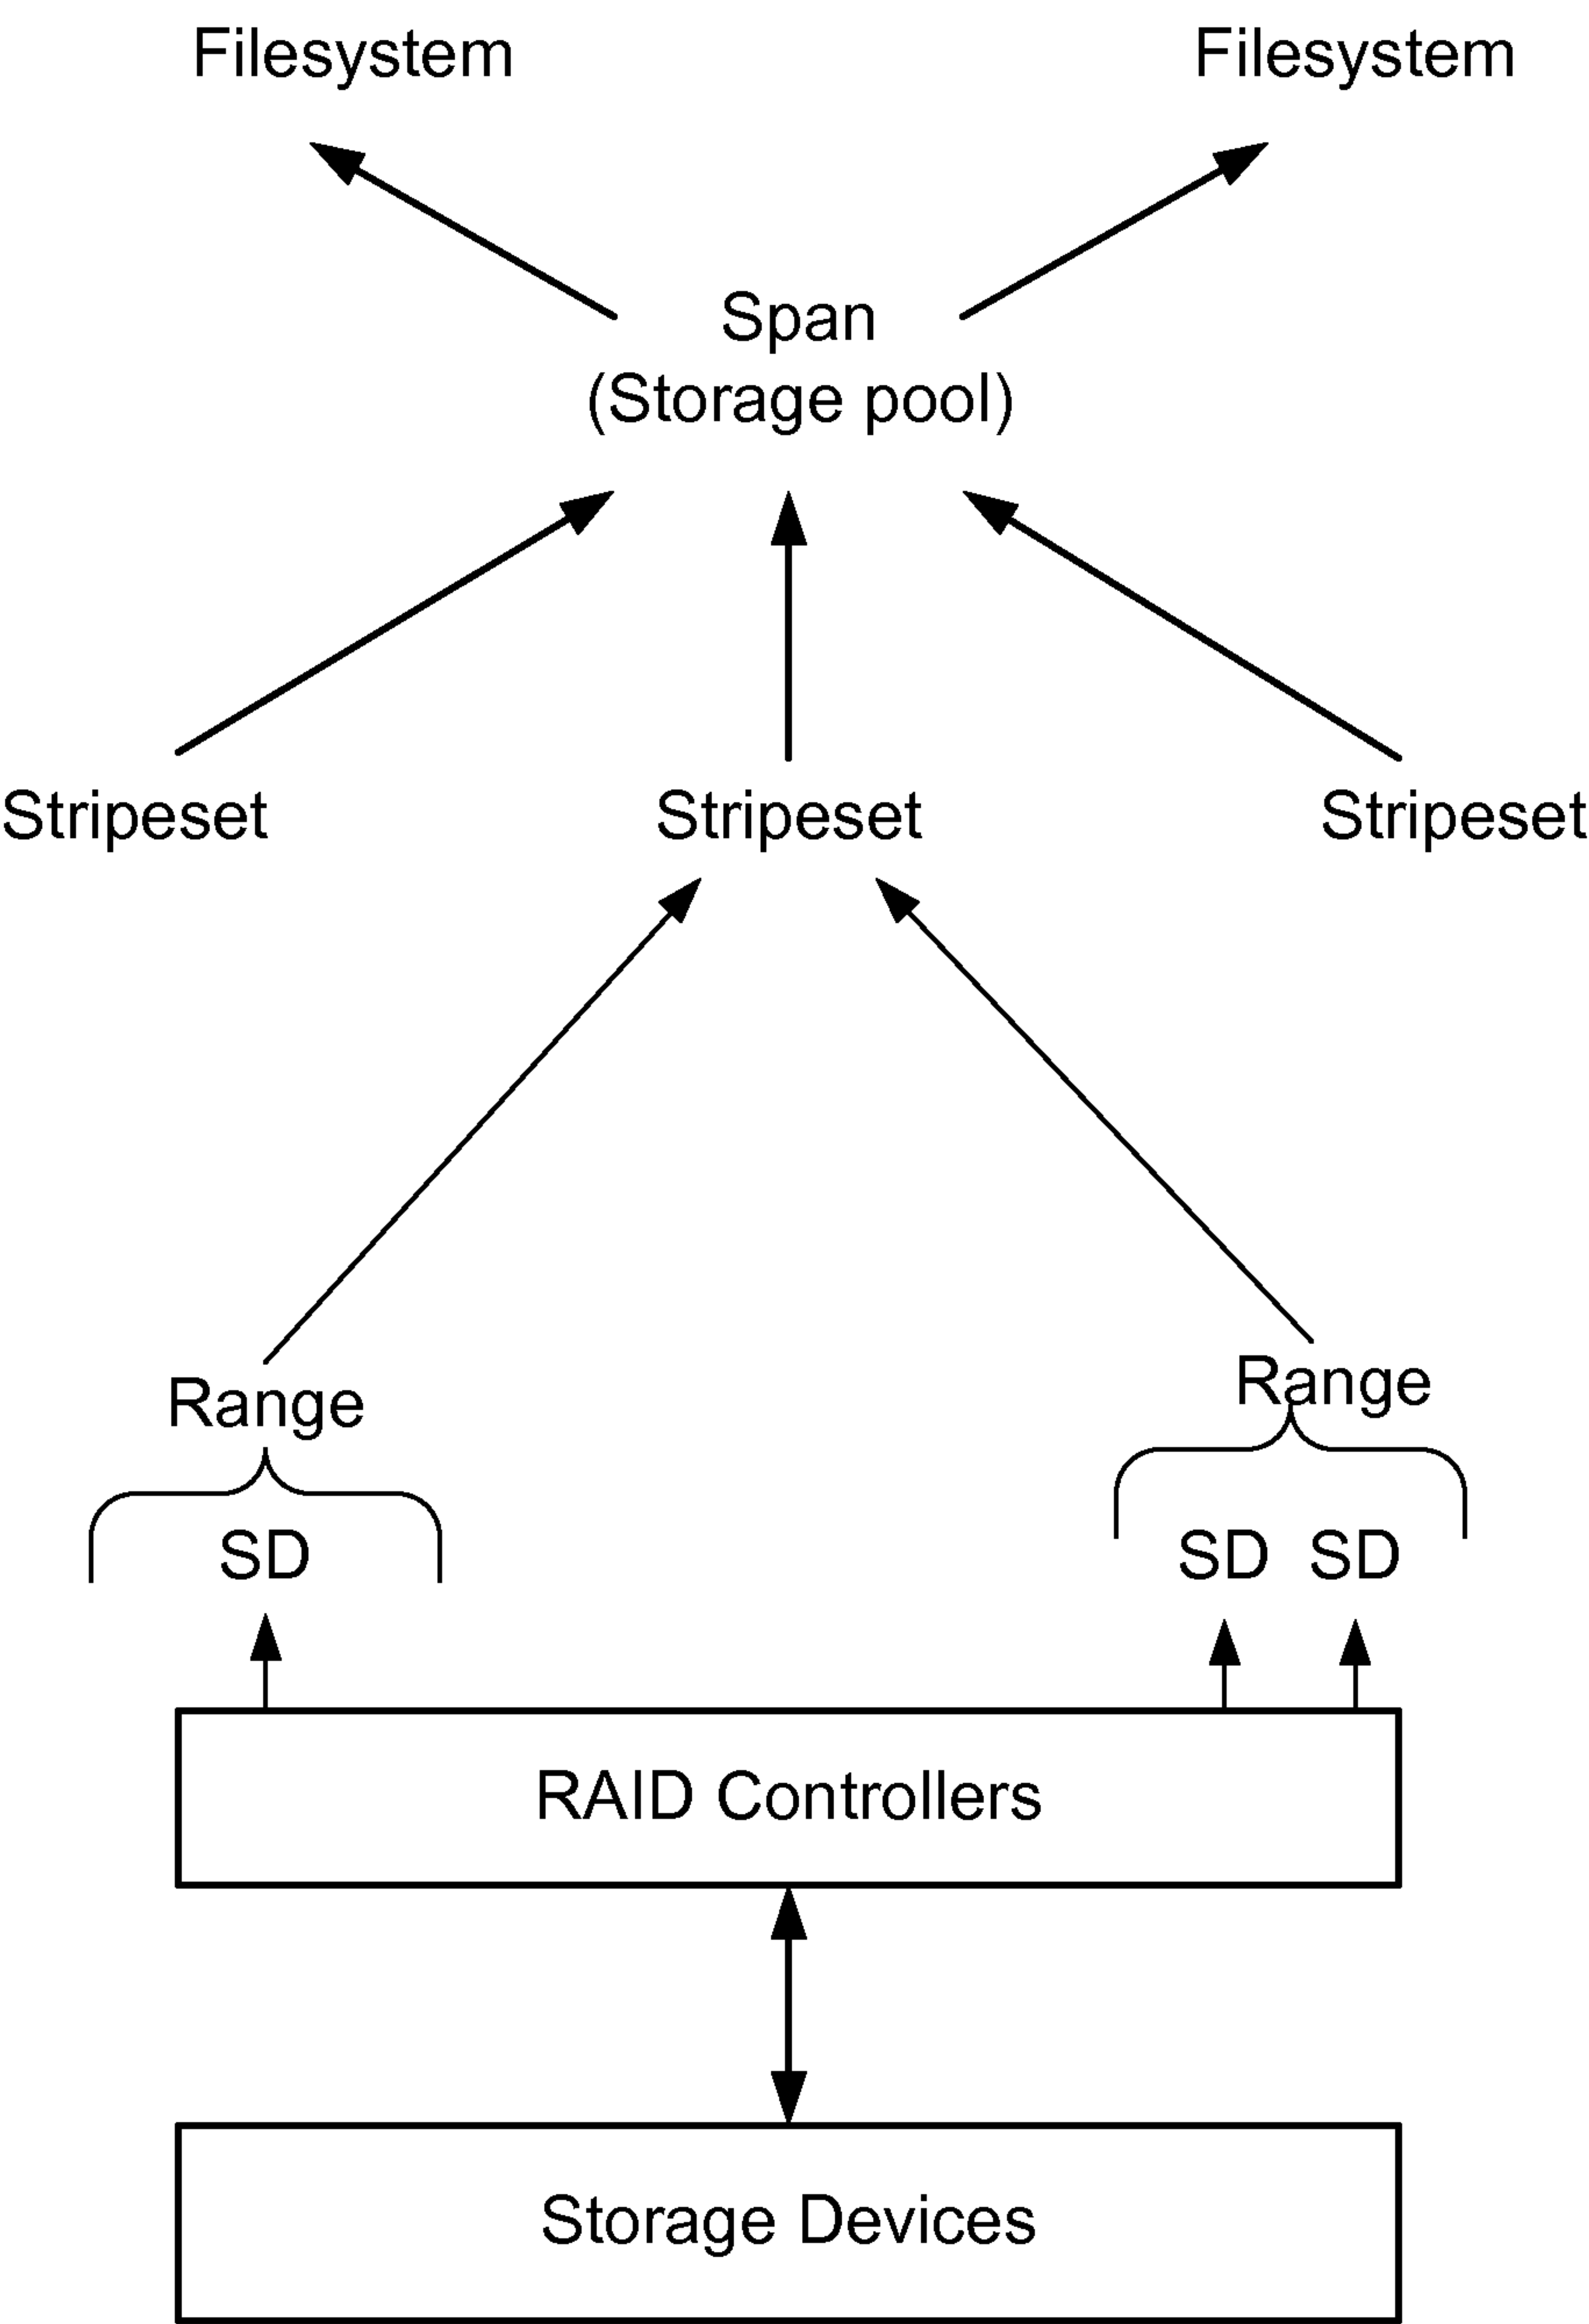 Filesystem Filesystem
Span
(Storage pool)
Stripeset Stripeset Stripeset
Range Range
SD SD SD
RAID Controllers
Storage Devices